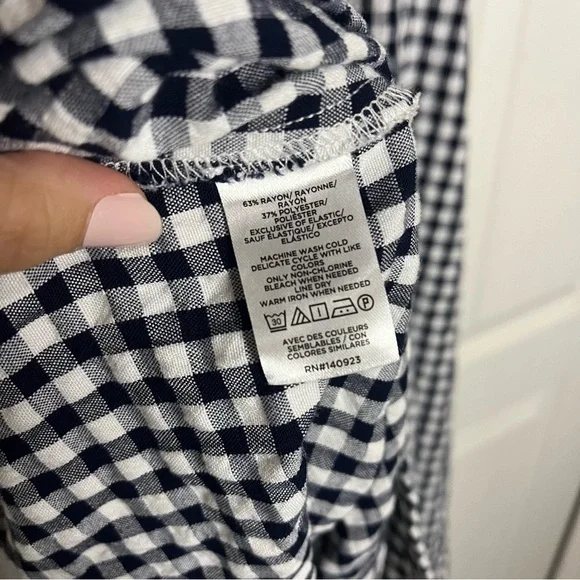 63% RAYON/ RAYONNE/
RAYÓN
37% POLYESTER/
POLIÉSTER
EXCLUSIVE OF ELASTIC/
SAUF ÉLASTIQUE/ EXCEPTO
ELÁSTICO
MACHINE WASH COLD
DELICATE CYCLE WITH LIKE
COLORS
ONLY NON-CHLORINE
BLEACH WHEN NEEDED
LINE DRY
WARM IRON WHEN NEEDED
30 P
AVEC DES COULEURS
SEMBLABLES / CON
COLORES SIMILARES
RN#140923